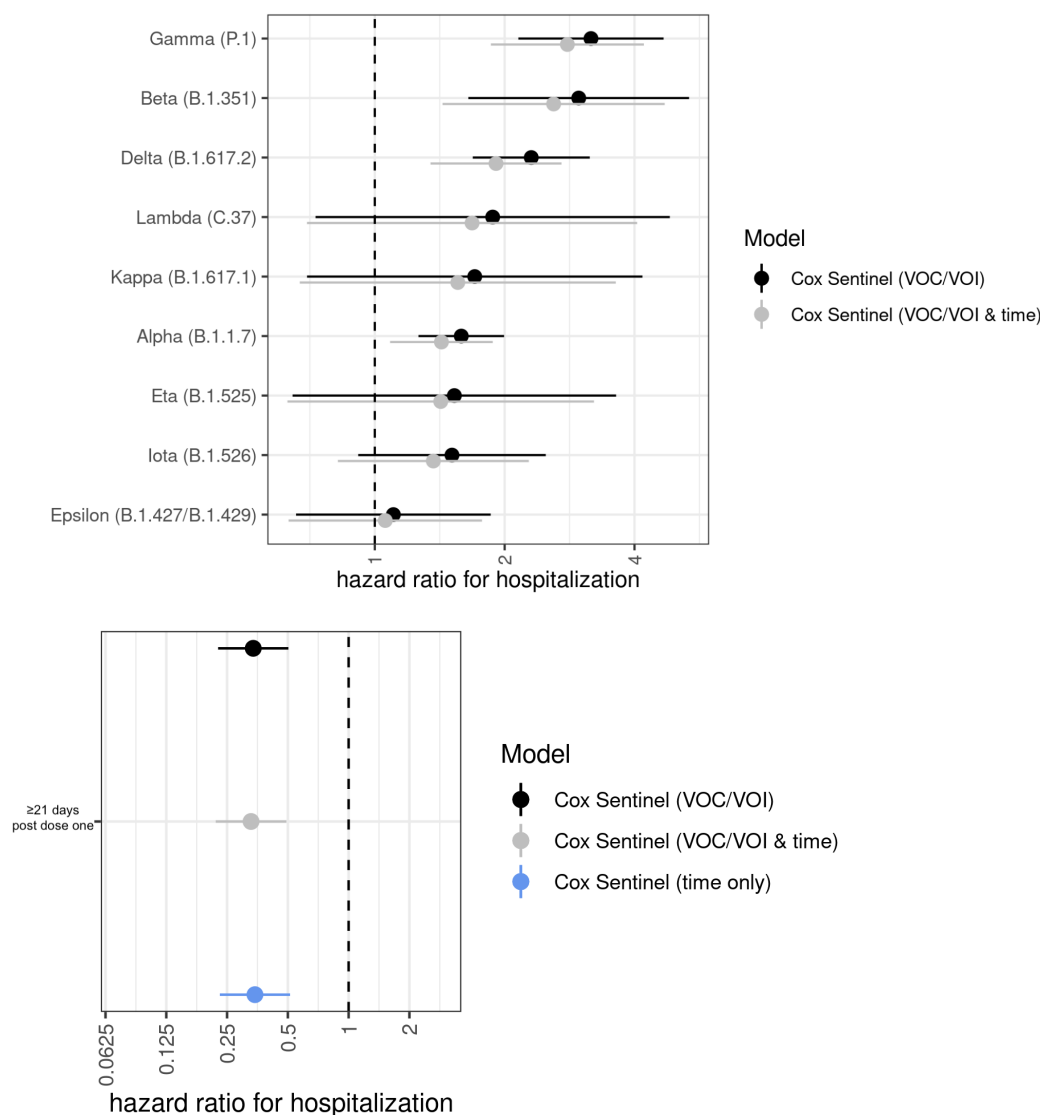 Gamma (P.1)
Beta (B.1.351)
Delta (B.1.617.2)
Lambda (C.37)
Kappa (B.1.617.1)
Alpha (B.1.1.7)
Eta (B.1.525)
Iota (B.1.526)
Epsilon (B.1.427/B.1.429)
1
2
4
hazard ratio for hospitalization
Model
Cox Sentinel (VOC/VOI)
Cox Sentinel (VOC/VOI & time)
≥21 days
post dose one
0.0625
0.125
0.25
0.5
1
2
hazard ratio for hospitalization
Model
Cox Sentinel (VOC/VOI)
Cox Sentinel (VOC/VOI & time)
Cox Sentinel (time only)